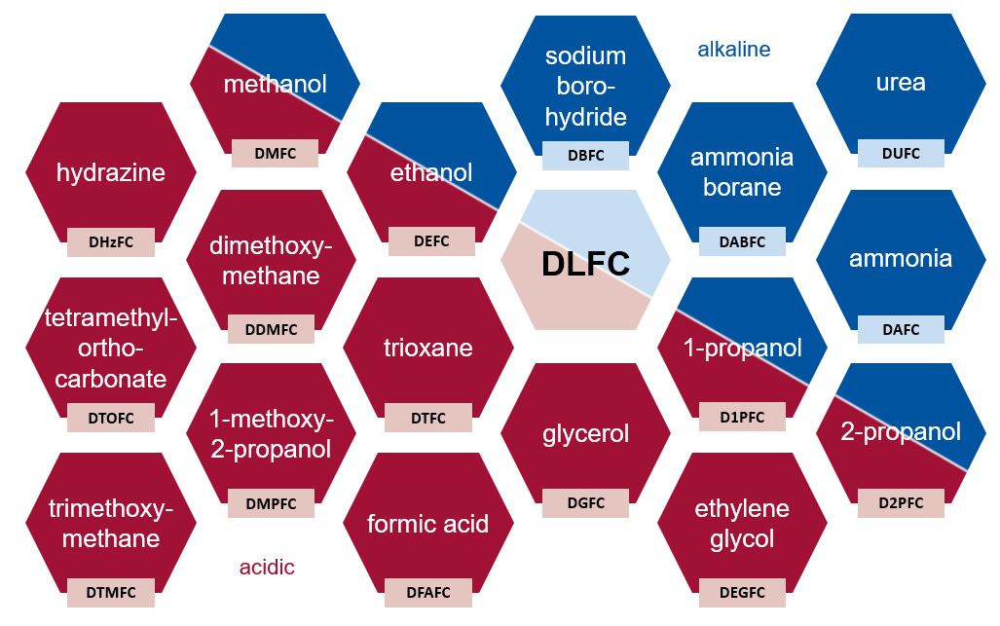 methanol
DMFC
sodium
boro-
hydride
DBFC
alkaline
urea
DUFC
hydrazine
DHzFC
ethanol
DEFC
ammonia
borane
DABFC
dimethoxy-
methane
DDMFC
DLFC
ammonia
DAFC
tetramethyl-
ortho-
carbonate
DTOFC
trioxane
DTFC
1-propanol
D1PFC
1-methoxy-
2-propanol
DMPFC
glycerol
DGFC
2-propanol
D2PFC
trimethoxy-
methane
DTMFC
acidic
formic acid
DFAFC
ethylene
glycol
DEGFC